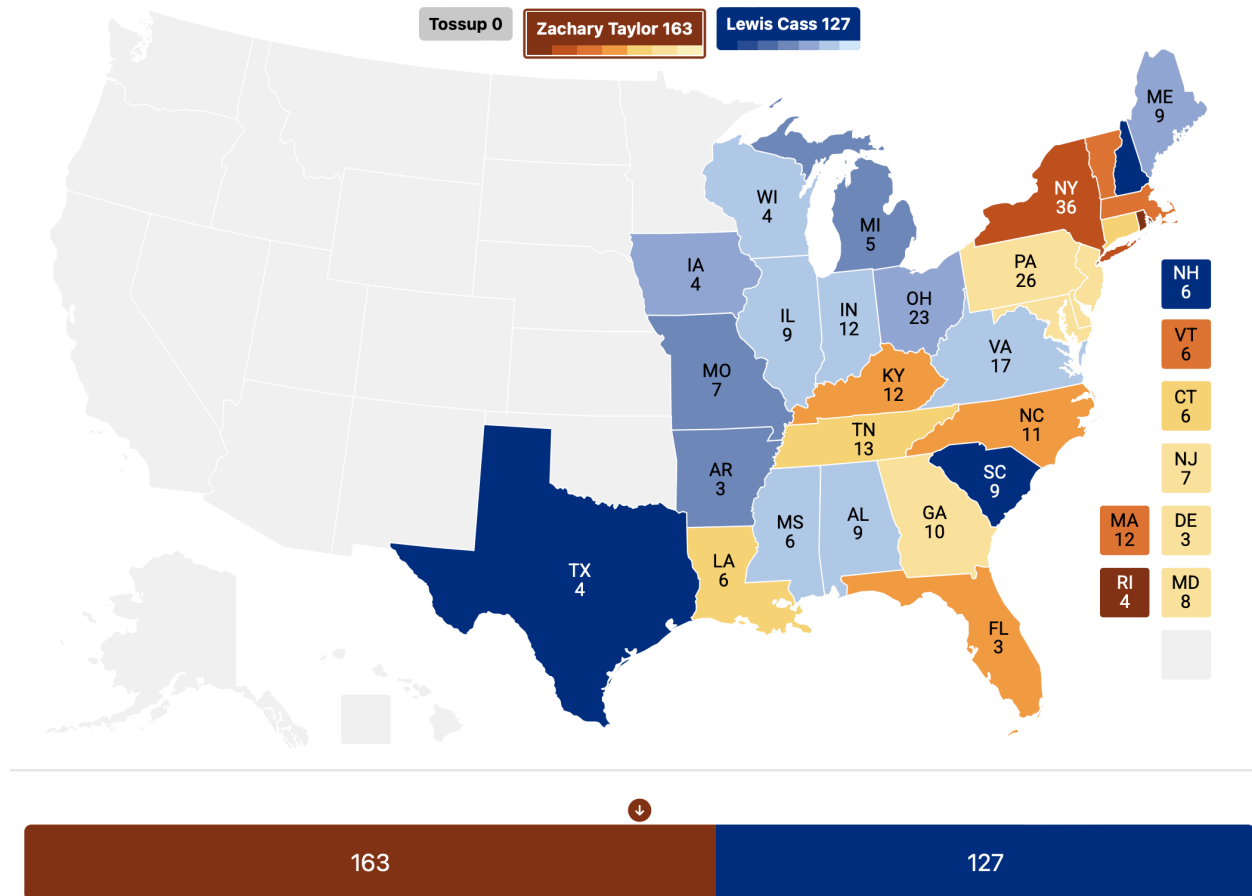 Tossup 0
Zachary Taylor 163
Lewis Cass 127
ME
9
WI
4
NY
36
MI
5
IA
4
PA
26
NH
6
OH
23
IL
9
IN
12
VT
6
VA
17
MO
7
KY
12
CT
6
NC
11
TN
13
NJ
7
AR
3
SC
9
MS
6
AL
9
GA
10
MA
12
DE
3
LA
6
TX
4
RI
4
MD
8
FL
3
163
127